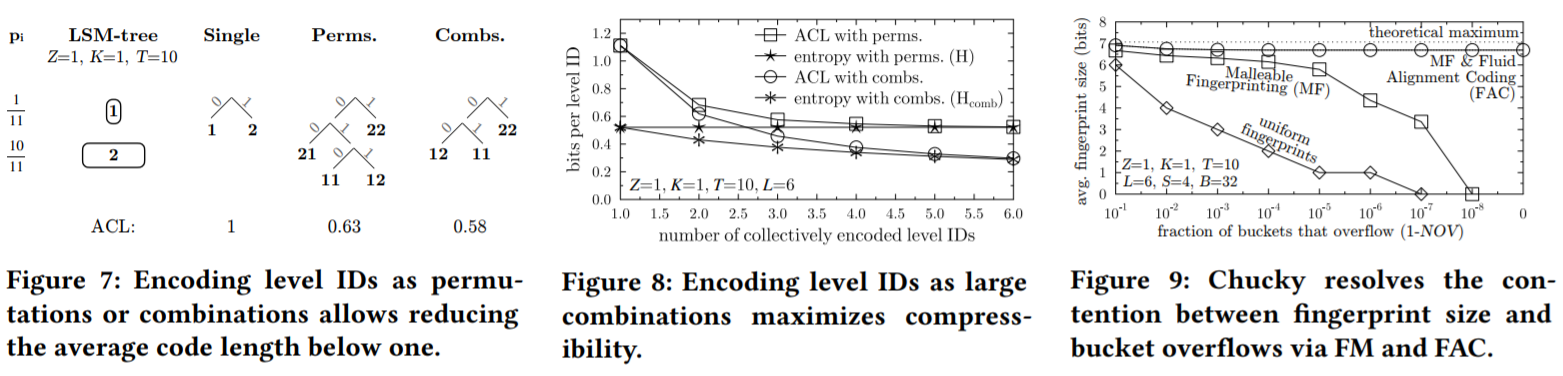 pi LSM-tree Single Perms. Combs.
Z=1, K=1, T=10
1
11
1
0 1
1 2
0 1
0 1 22
21 0 1
11 12
0 1
0 1 22
12 11
10
11
2
ACL: 1 0.63 0.58
Figure 7: Encoding level IDs as permu-
tations or combinations allows reducing
the average code length below one.
bits per level ID
1.2
1.0
0.8
0.6
0.4
0.2
0.0
ACL with perms.
entropy with perms. (H)
ACL with combs.
entropy with combs. (Hcomb)
Z=1, K=1, T=10, L=6
1.0 1.5 2.0 2.5 3.0 3.5 4.0 4.5 5.0 5.5 6.0
number of collectively encoded level IDs
Figure 8: Encoding level IDs as large
combinations maximizes compress-
ibility.
avg. fingerprint size (bits)
8
7
6
5
4
3
2
1
0
theoretical maximum
MF & Fluid
Alignment Coding
(FAC)
Malleable
Fingerprinting (MF)
uniform
fingerprints
Z=1, K=1, T=10
L=6, S=4, B=32
10-1 10-2 10-3 10-4 10-5 10-6 10-7 10-8 0
fraction of buckets that overflow (1-NOV)
Figure 9: Chucky resolves the con-
tention between fingerprint size and
bucket overflows via FM and FAC.